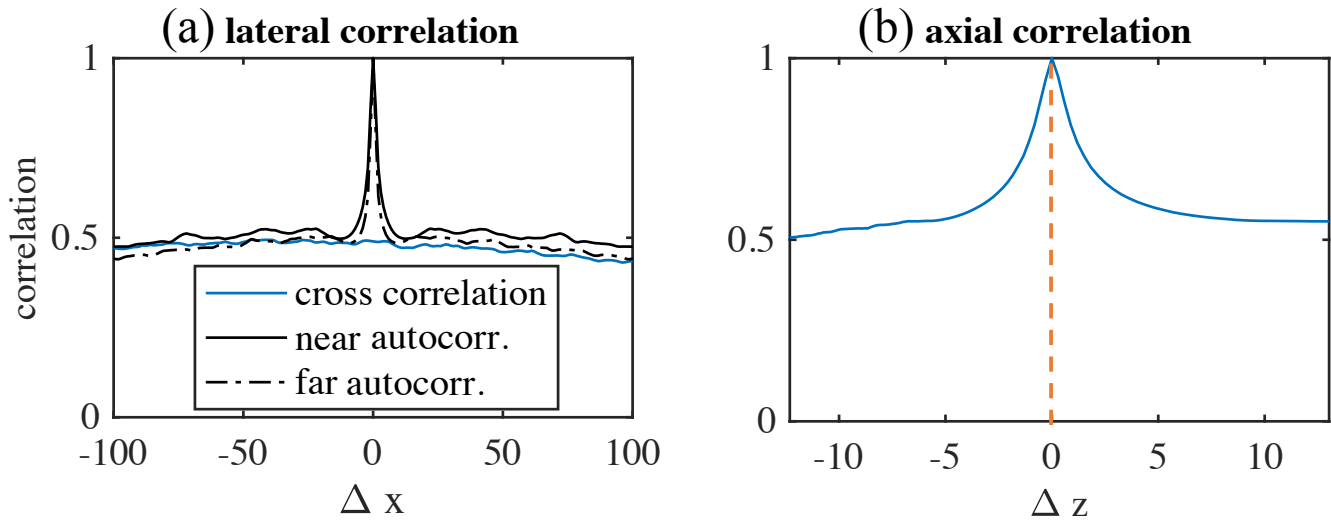 (a) lateral correlation
1
0.5
0
correlation
-100 -50 0 50 100
Δ x
cross correlation
near autocorr.
far autocorr.
(b) axial correlation
1
0.5
0
-10 -5 0 5 10
Δ z